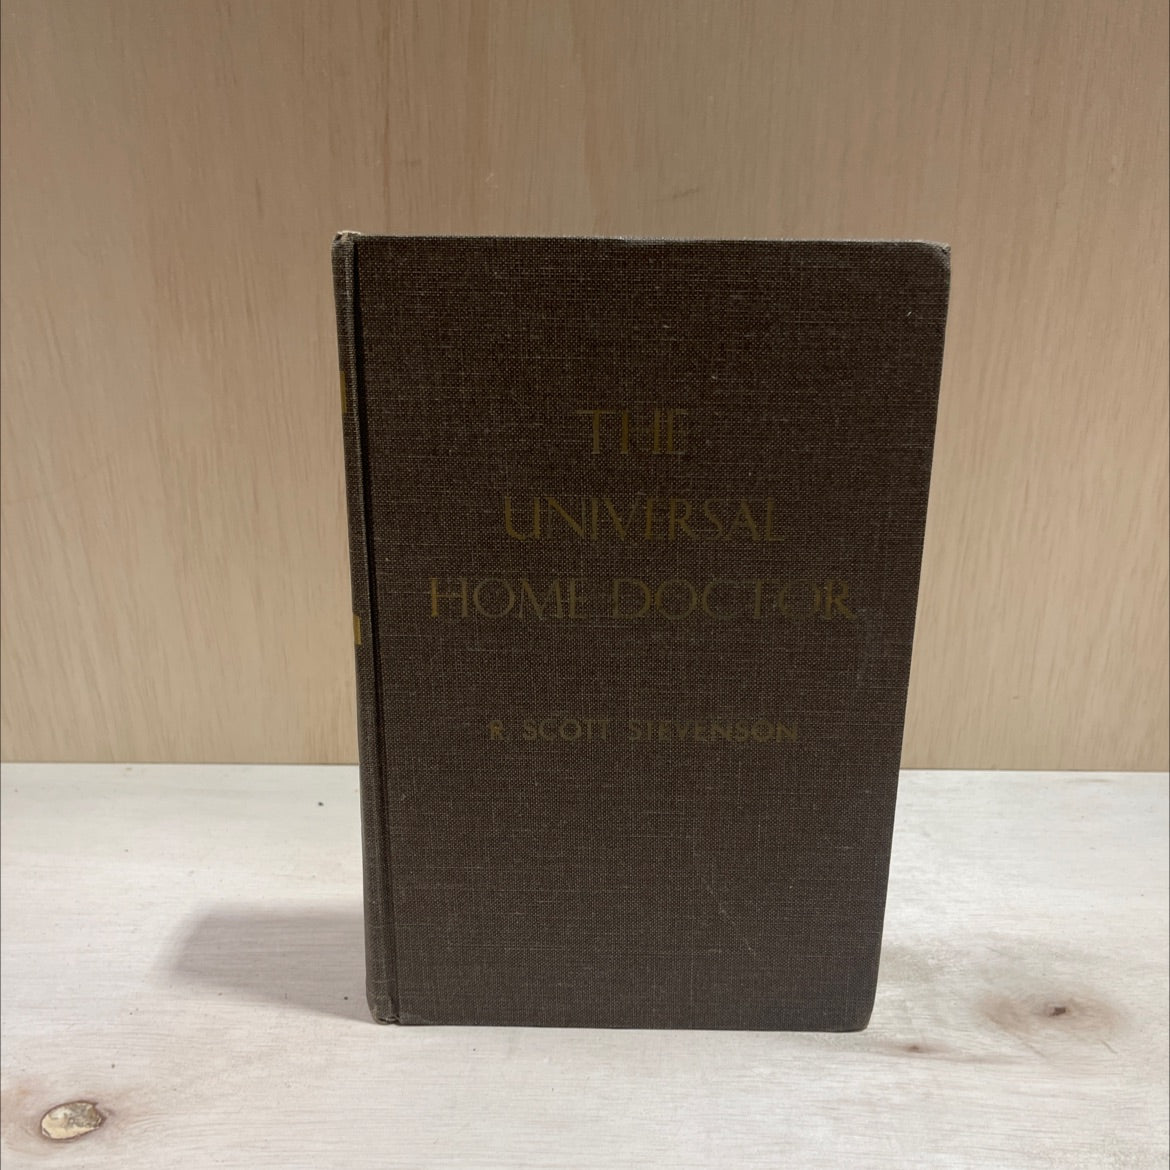 THE
UNIVERSAL
HOME DOCTOR
R. SCOTT STEVENSON